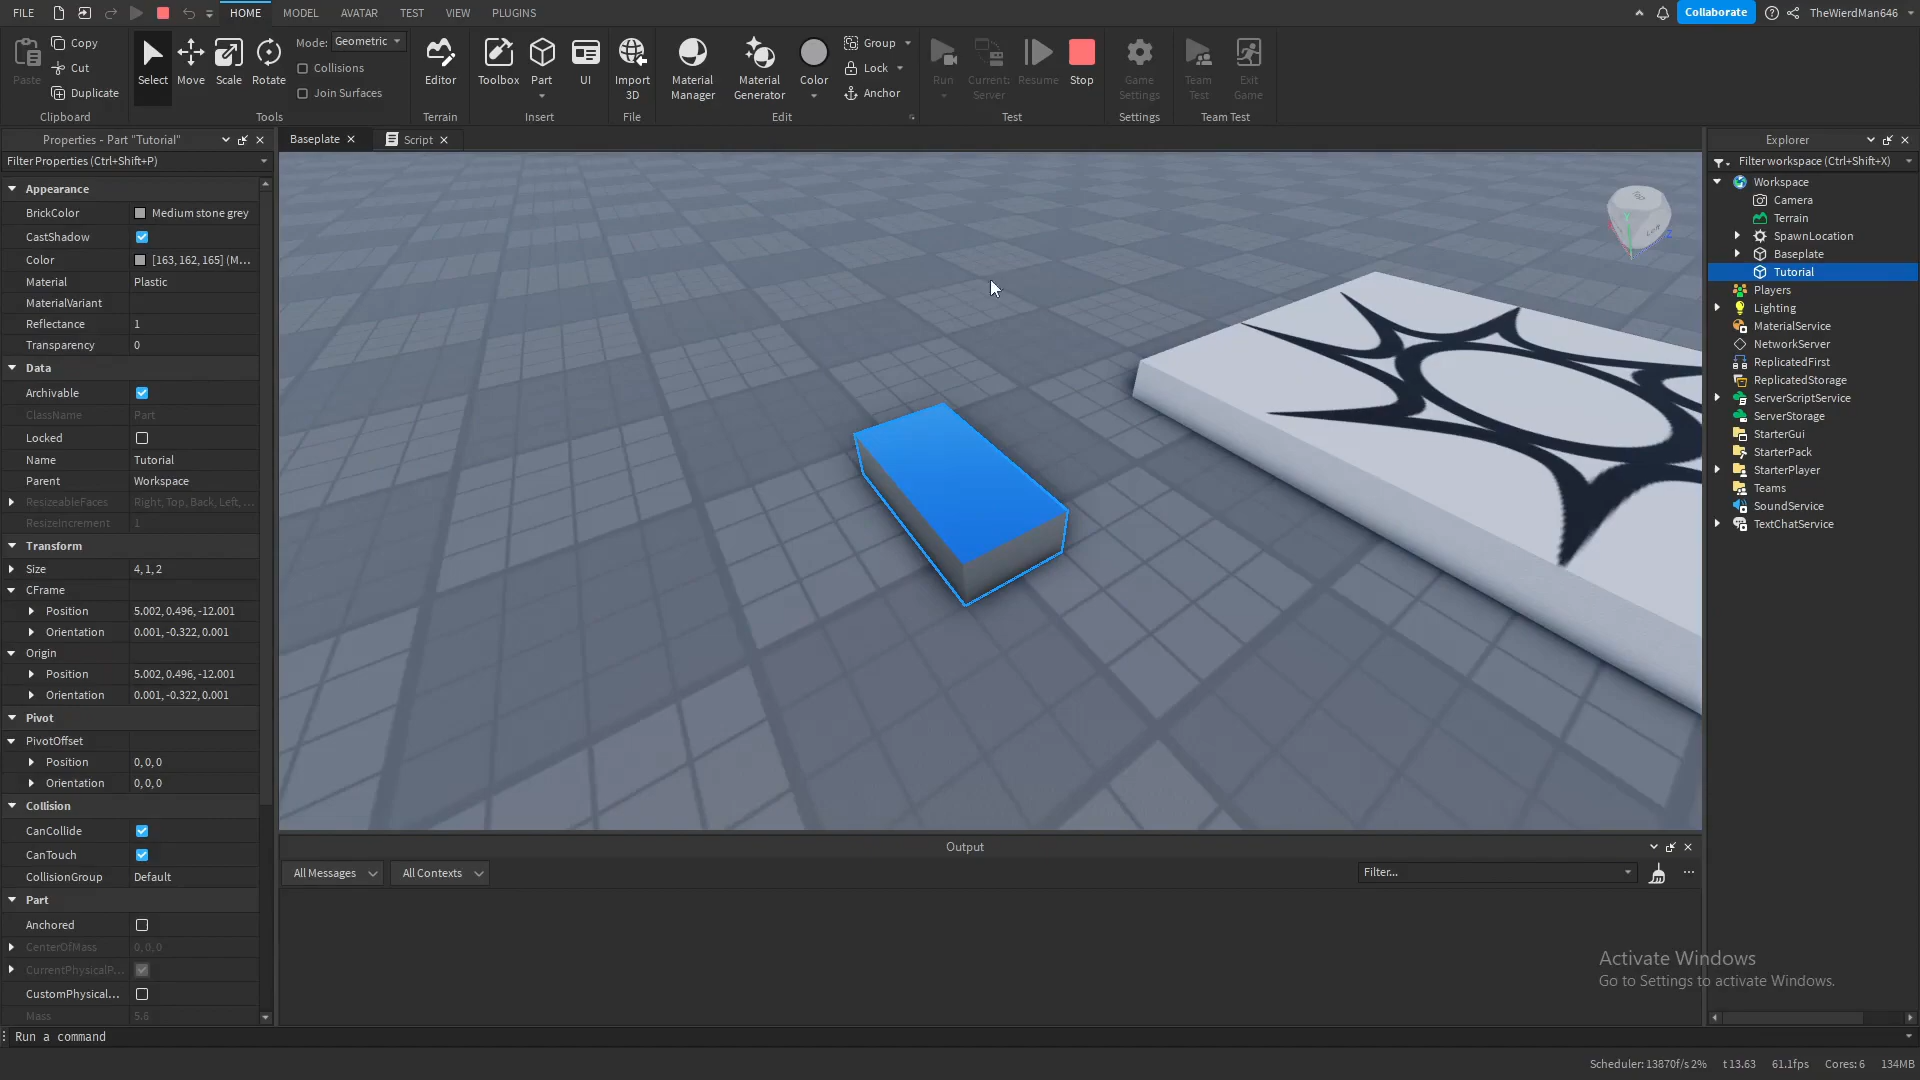 FILE HOME MODEL AVATAR TEST VIEW PLUGINS Collaborate TheWierdMan646
Paste Copy Cut Duplicate Clipboard
Select Move Scale Rotate Mode: Geometric Collisions Join Surfaces Tools
Editor Terrain
Toolbox Part UI Insert
Import 3D File
Material Manager Material Generator Color Group Lock Anchor Edit
Run Current: Server Resume Stop Test
Game Settings Settings
Team Test Exit Game Team Test
Properties - Part "Tutorial"
Filter Properties (Ctrl+Shift+P)
Appearance
BrickColor Medium stone grey
CastShadow
Color [163, 162, 165] (M...
Material Plastic
MaterialVariant
Reflectance 1
Transparency 0
Data
Archivable
ClassName Part
Locked
Name Tutorial
Parent Workspace
ResizeableFaces Right, Top, Back, Left, ...
ResizeIncrement 1
Transform
Size 4, 1, 2
CFrame
Position 5.002, 0.496, -12.001
Orientation 0.001, -0.322, 0.001
Origin
Position 5.002, 0.496, -12.001
Orientation 0.001, -0.322, 0.001
Pivot
PivotOffset
Position 0, 0, 0
Orientation 0, 0, 0
Collision
CanCollide
CanTouch
CollisionGroup Default
Part
Anchored
CenterOfMass 0, 0, 0
CurrentPhysicalP...
CustomPhysical...
Mass 5.6
Baseplate Script
Left
Z
Output
All Messages All Contexts Filter...
Explorer
Filter workspace (Ctrl+Shift+X)
Workspace
Camera
Terrain
SpawnLocation
Baseplate
Tutorial
Players
Lighting
MaterialService
NetworkServer
ReplicatedFirst
ReplicatedStorage
ServerScriptService
ServerStorage
StarterGui
StarterPack
StarterPlayer
Teams
SoundService
TextChatService
Activate Windows
Go to Settings to activate Windows.
Run a command
Scheduler: 13870f/s 2% t 13.63 61.1fps Cores: 6 134MB